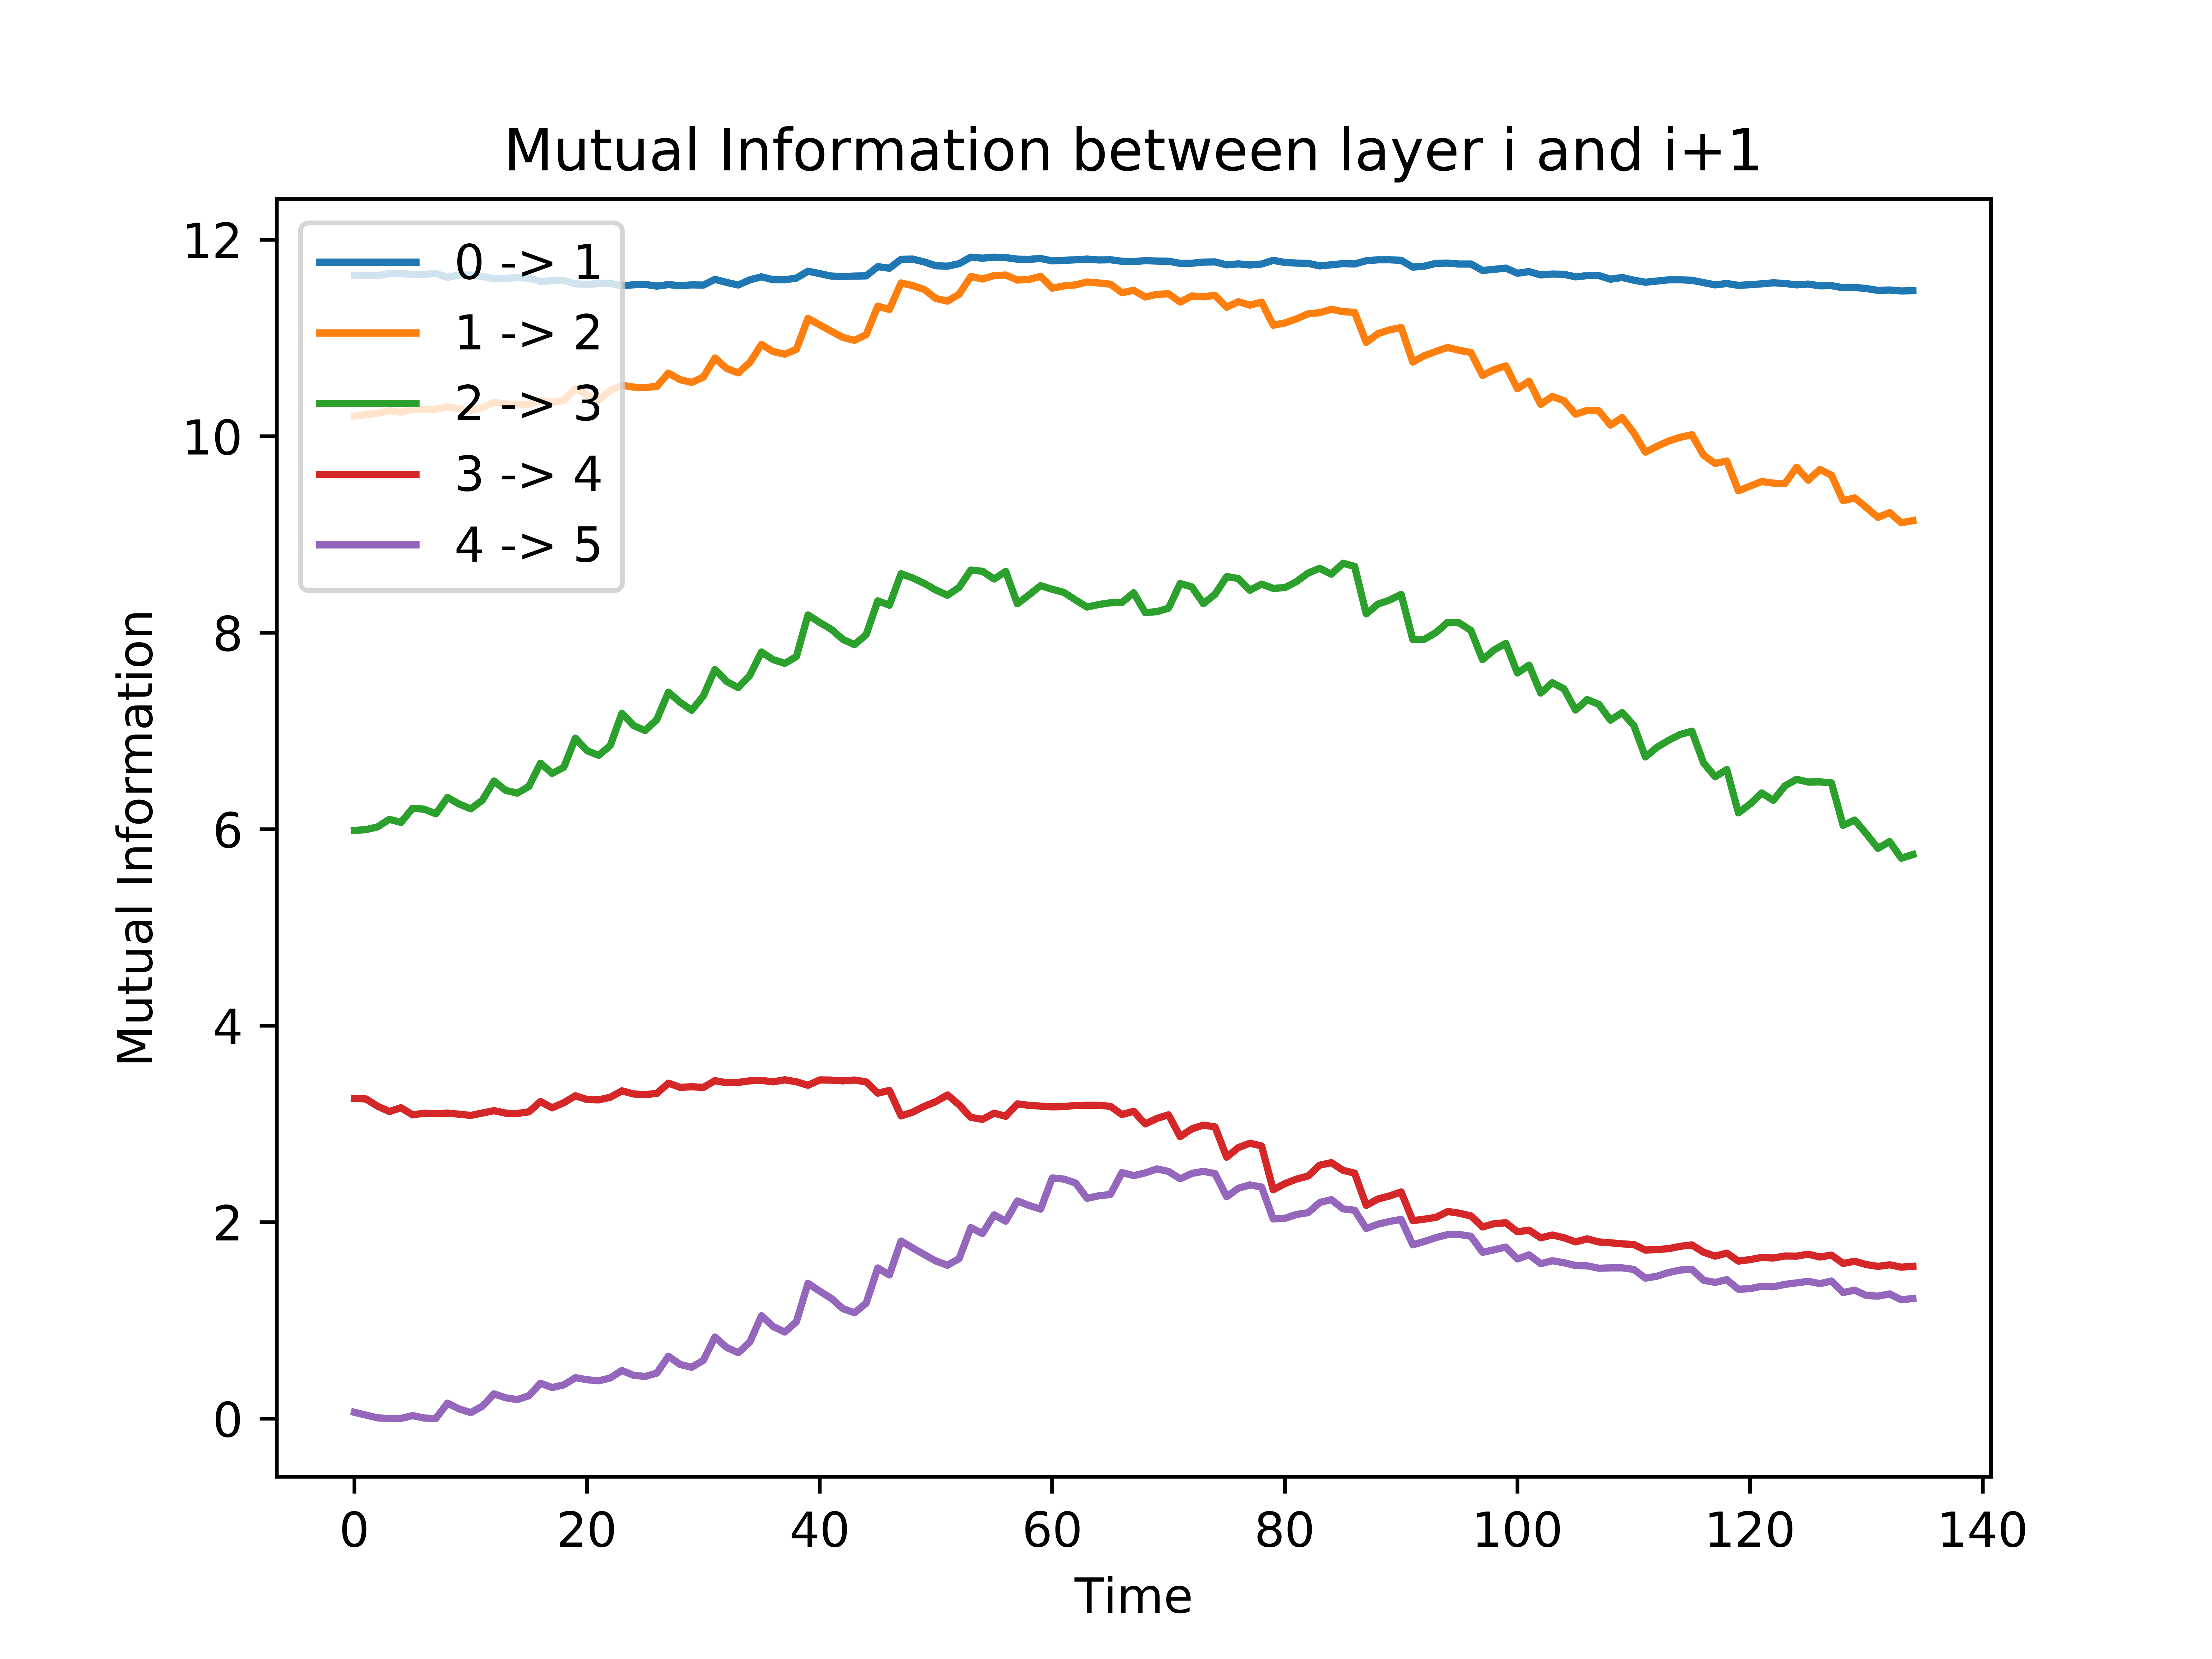 Mutual Information between layer i and i+1
0 -> 1
1 -> 2
2 -> 3
3 -> 4
4 -> 5
Mutual Information
12
10
8
6
4
2
0
0 20 40 60 80 100 120 140
Time